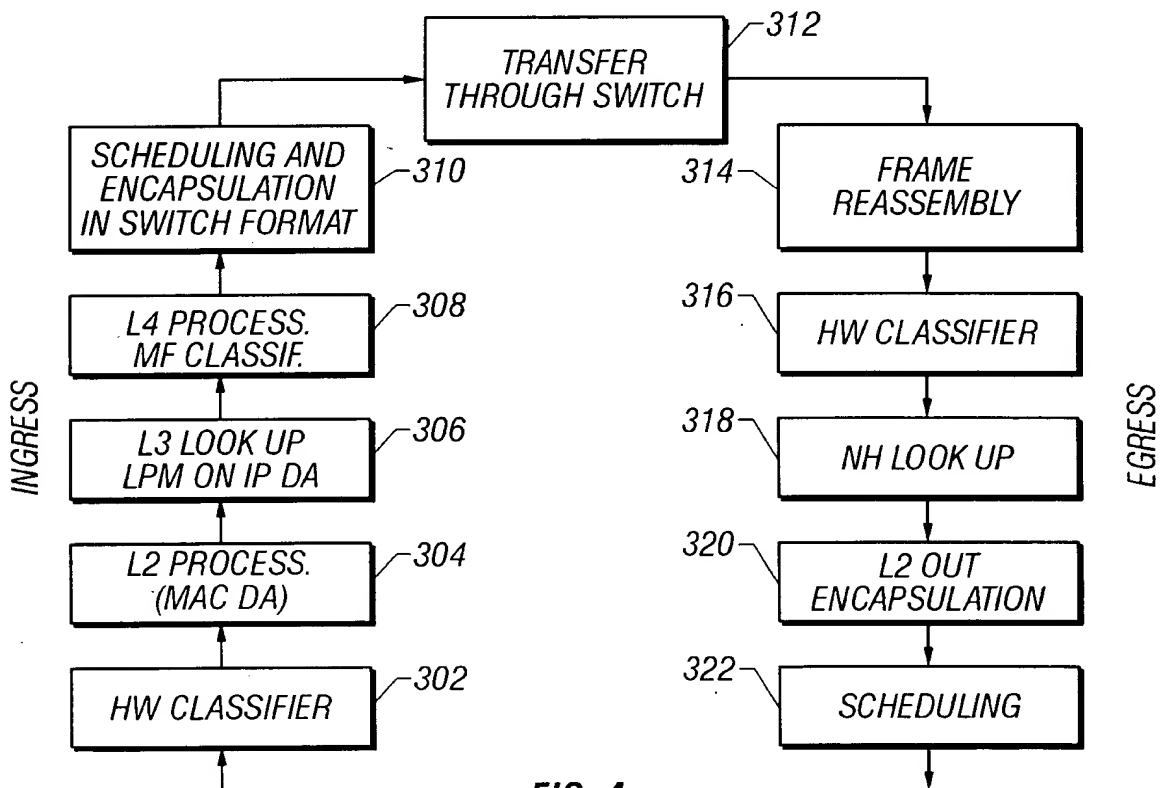 312
TRANSFER
THROUGH SWITCH
SCHEDULING AND
ENCAPSULATION
IN SWITCH FORMAT
310
314
FRAME
REASSEMBLY
L4 PROCESS.
MF CLASSIF.
308
316
HW CLASSIFIER
INGRESS
L3 LOOK UP
LPM ON IP DA
306
318
NH LOOK UP
EGRESS
L2 PROCESS.
(MAC DA)
304
320
L2 OUT
ENCAPSULATION
HW CLASSIFIER
302
322
SCHEDULING